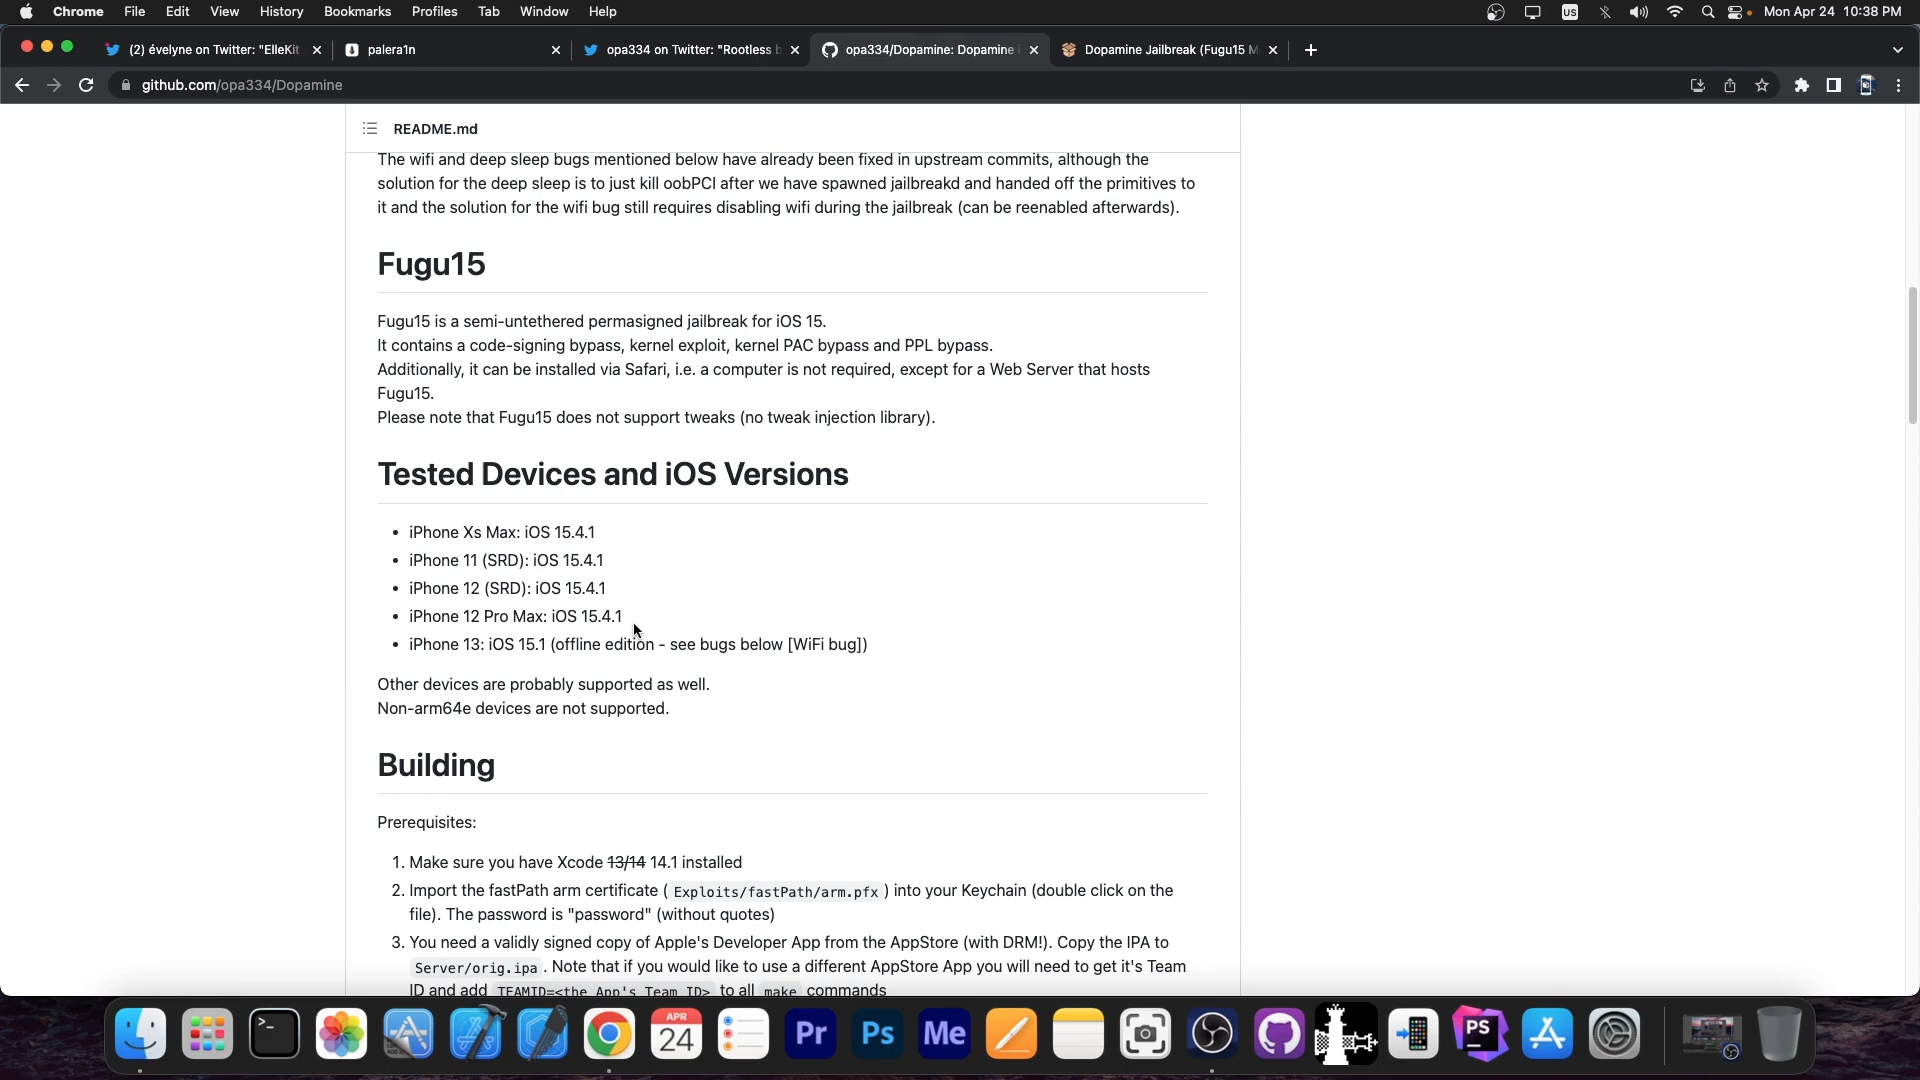 Chrome File Edit View History Bookmarks Profiles Tab Window Help US Mon Apr 24 10:38 PM
(2) évelyne on Twitter: "ElleKit palera1n opa334 on Twitter: "Rootless b opa334/Dopamine: Dopamine Dopamine Jailbreak (Fugu15 M
github.com/opa334/Dopamine
README.md
The wifi and deep sleep bugs mentioned below have already been fixed in upstream commits, although the
solution for the deep sleep is to just kill oobPCI after we have spawned jailbreakd and handed off the primitives to
it and the solution for the wifi bug still requires disabling wifi during the jailbreak (can be reenabled afterwards).
Fugu15
Fugu15 is a semi-untethered permasigned jailbreak for iOS 15.
It contains a code-signing bypass, kernel exploit, kernel PAC bypass and PPL bypass.
Additionally, it can be installed via Safari, i.e. a computer is not required, except for a Web Server that hosts
Fugu15.
Please note that Fugu15 does not support tweaks (no tweak injection library).
Tested Devices and iOS Versions
• iPhone Xs Max: iOS 15.4.1
• iPhone 11 (SRD): iOS 15.4.1
• iPhone 12 (SRD): iOS 15.4.1
• iPhone 12 Pro Max: iOS 15.4.1
• iPhone 13: iOS 15.1 (offline edition - see bugs below [WiFi bug])
Other devices are probably supported as well.
Non-arm64e devices are not supported.
Building
Prerequisites:
1. Make sure you have Xcode 13/14 14.1 installed
2. Import the fastPath arm certificate ( Exploits/fastPath/arm.pfx ) into your Keychain (double click on the
file). The password is "password" (without quotes)
3. You need a validly signed copy of Apple's Developer App from the AppStore (with DRM!). Copy the IPA to
Server/orig.ipa . Note that if you would like to use a different AppStore App you will need to get it's Team
ID and add TEAMID=<the App's Team ID> to all make commands
APR
24
Pr Ps Me PS